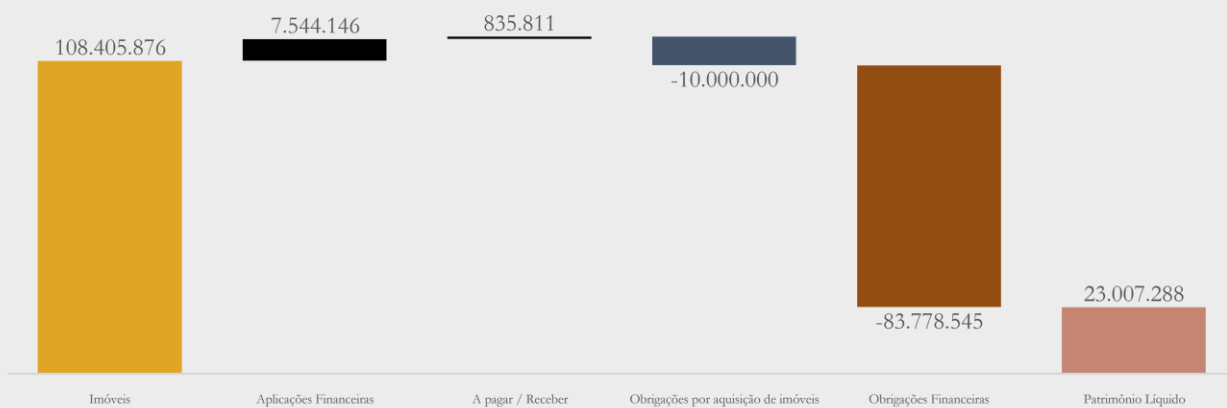 108.405.876
7.544.146
835.811
-10.000.000
-83.778.545
23.007.288
Imóveis
Aplicações Financeiras
A pagar / Receber
Obrigações por aquisição de imóveis
Obrigações Financeiras
Patrimônio Líquido